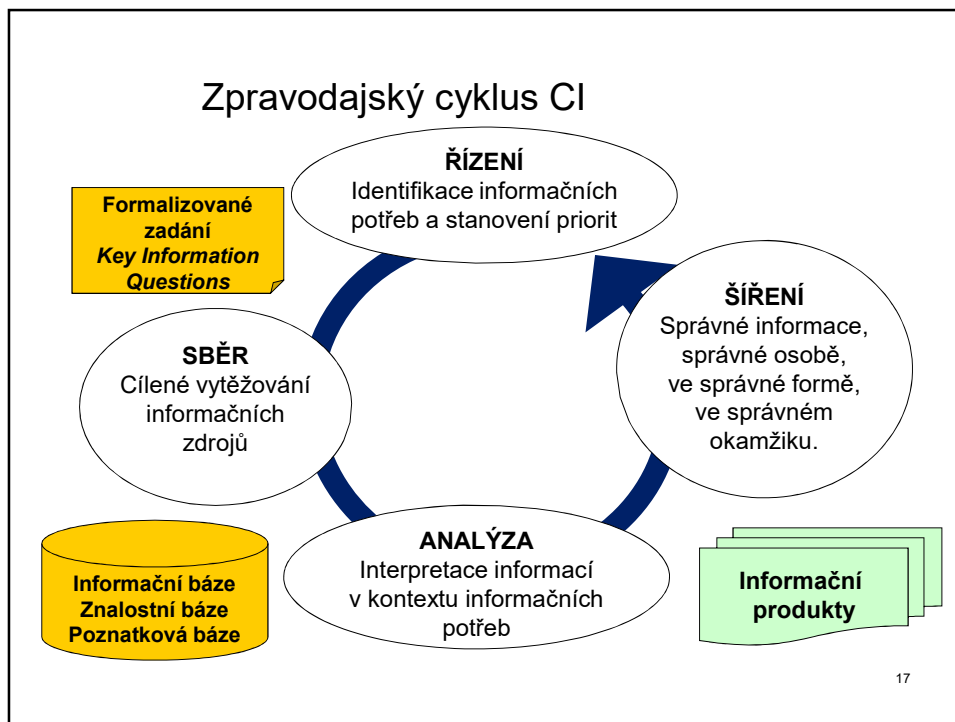 Zpravodajský cyklus CI
ŘÍZENÍ
Identifikace informačních
potřeb a stanovení priorit
Formalizované
zadání
Key Information
Questions
ŠÍŘENÍ
Správné informace,
správné osobě,
ve správné formě,
ve správném
okamžiku.
SBĚR
Cílené vytěžování
informačních
zdrojů
ANALÝZA
Interpretace informací
v kontextu informačních
potřeb
Informační báze
Znalostní báze
Poznatková báze
Informační
produkty
17